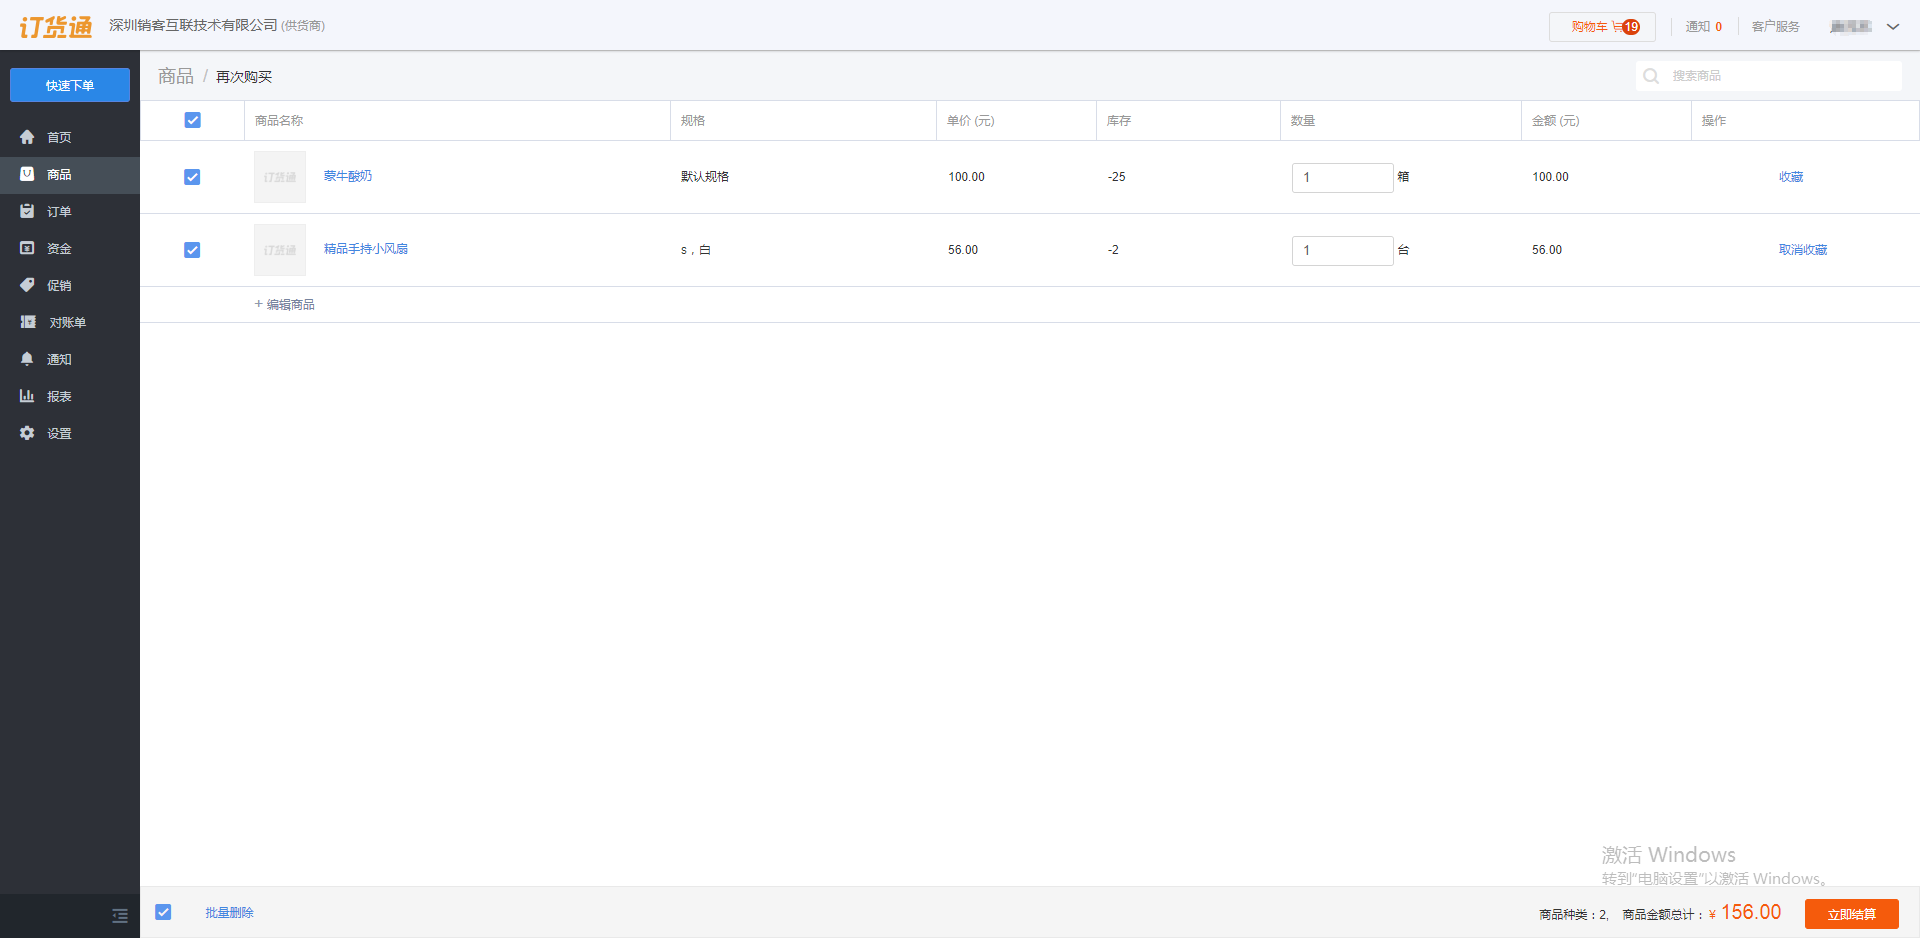 订货通 深圳销客互联技术有限公司 (供货商) 购物车 19 通知 0 客户服务
快速下单
首页
商品
订单
资金
促销
对账单
通知
报表
设置
商品 / 再次购买 搜索商品
商品名称 规格 单价 (元) 库存 数量 金额 (元) 操作
订货通 蒙牛酸奶 默认规格 100.00 -25 1 箱 100.00 收藏
订货通 精品手持小风扇 s，白 56.00 -2 1 台 56.00 取消收藏
+ 编辑商品
激活 Windows
转到“电脑设置”以激活 Windows。
批量删除 商品种类：2, 商品金额总计：¥ 156.00 立即结算